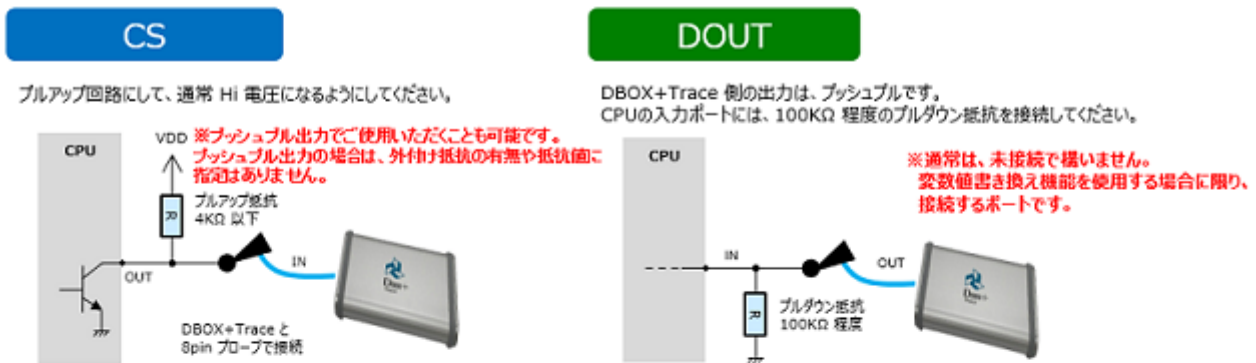 CS
プルアップ回路にして、通常 Hi 電圧になるようにしてください。
CPU
VDD
※プッシュプル出力でご使用いただくことも可能です。
プッシュプル出力の場合は、外付け抵抗の有無や抵抗値に
指定はありません。
R
プルアップ抵抗
4KΩ 以下
OUT
IN
DBOX+Trace と
8pin プローブで接続
DOUT
DBOX+Trace 側の出力は、プッシュプルです。
CPUの入力ポートには、100KΩ 程度のプルダウン抵抗を接続してください。
CPU
※通常は、未接続で構いません。
変数値書き換え機能を使用する場合に限り、
接続するポートです。
IN
OUT
R
プルダウン抵抗
100KΩ 程度